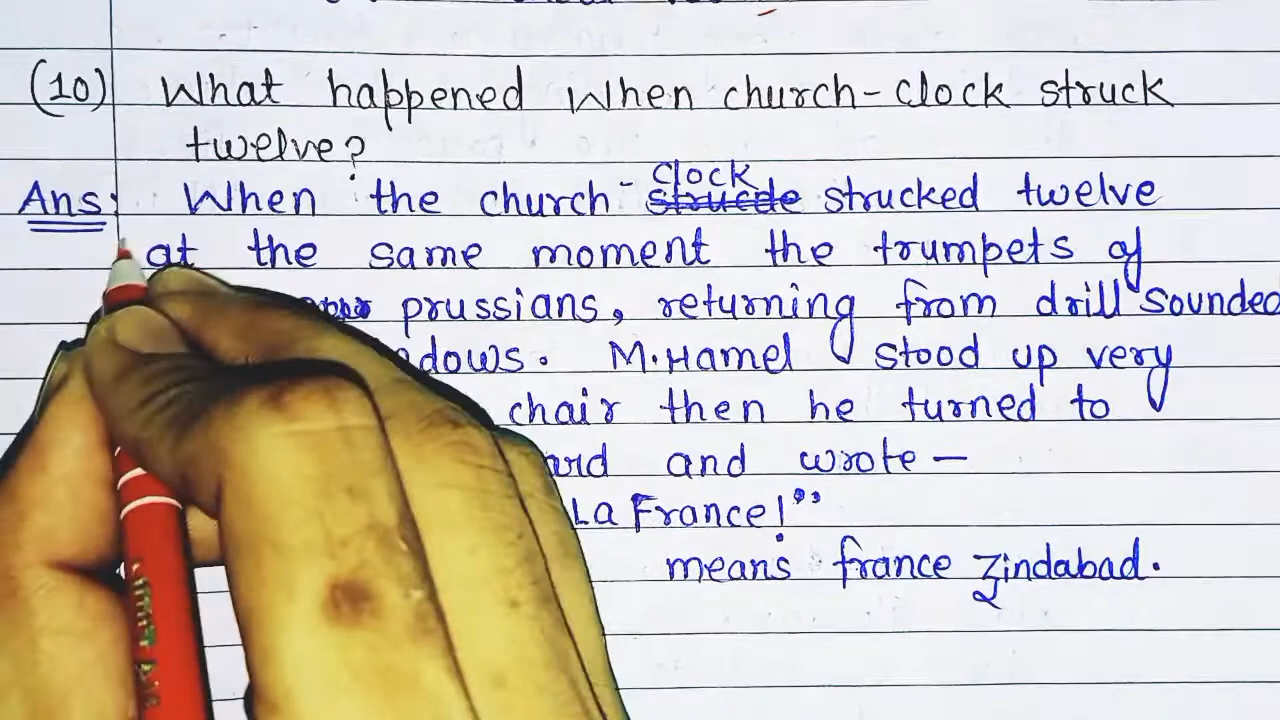 (10) What happened When church-clock struck
twelve?
Ans: When the church-clock strucked twelve
at the same moment the trumpets of
prussians, returning from drill sounded
dows. M.Hamel stood up very
chair then he turned to
and wrote—
La France!”
means france Zindabad.